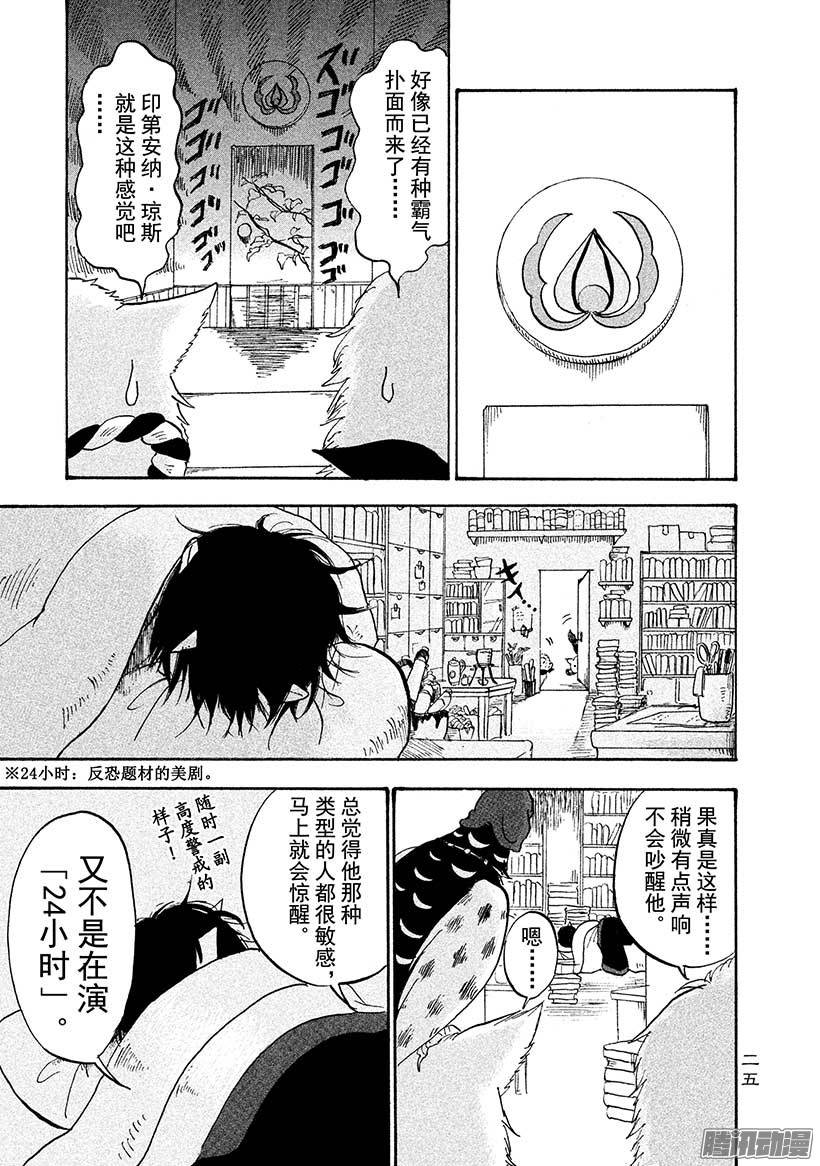 好像已经有种霸气
扑面而来了……
ズゴゴゴゴゴ
ゴゴゴゴゴ
印第安纳·琼斯
就是这种感觉吧
……
キィ…
※24小时：反恐题材的美剧。
果真是这样……
稍微有点声响
不会吵醒他。
嗯……
总觉得他那种
类型的人都很敏感，
马上就会惊醒。
随时一副
高度警戒的
样子！
又不是在演
「24小时」。
二五
腾讯动漫